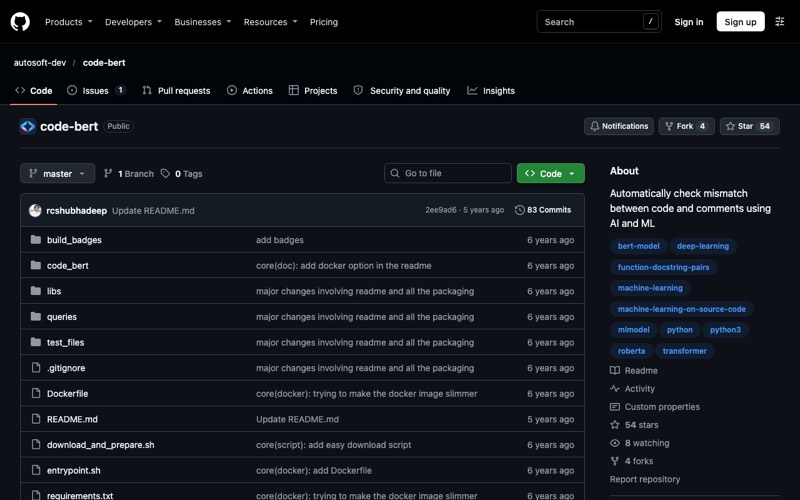 Products Developers Businesses Resources Pricing Search / Sign in Sign up
autosoft-dev / code-bert
Code Issues 1 Pull requests Actions Projects Security and quality Insights
code-bert Public Notifications Fork 4 Star 54
master 1 Branch 0 Tags Go to file Code
rcshubhadeep Update README.md 2ee9ad6 · 5 years ago 83 Commits
build_badges add badges 6 years ago
code_bert core(doc): add docker option in the readme 6 years ago
libs major changes involving readme and all the packaging 6 years ago
queries major changes involving readme and all the packaging 6 years ago
test_files major changes involving readme and all the packaging 6 years ago
.gitignore major changes involving readme and all the packaging 6 years ago
Dockerfile core(docker): trying to make the docker image slimmer 6 years ago
README.md Update README.md 5 years ago
download_and_prepare.sh core(script): add easy download script 6 years ago
entrypoint.sh core(docker): add Dockerfile 6 years ago
requirements.txt core(docker): trying to make the docker image slimmer 6 years ago
About
Automatically check mismatch
between code and comments using
AI and ML
bert-model deep-learning
function-docstring-pairs
machine-learning
machine-learning-on-source-code
mlmodel python python3
roberta transformer
Readme
Activity
Custom properties
54 stars
8 watching
4 forks
Report repository